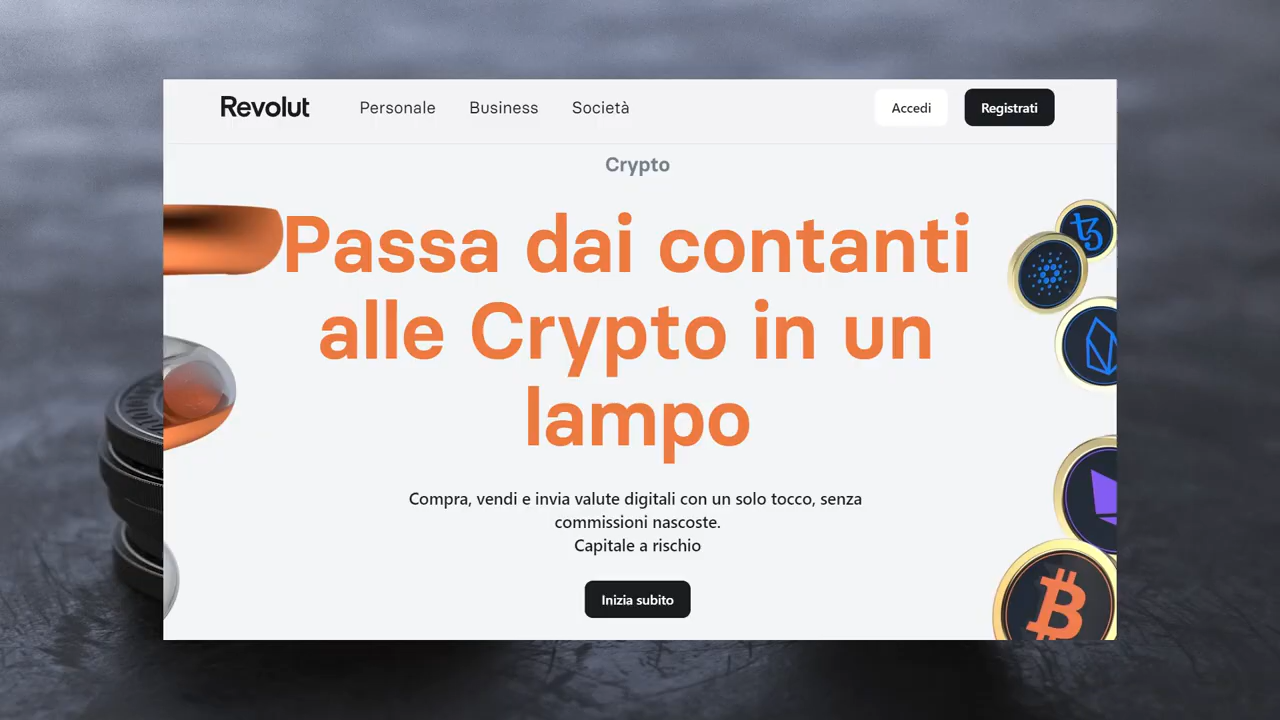 Revolut
Personale
Business
Società
Accedi
Registrati
Crypto
Passa dai contanti
alle Crypto in un
lampo
Compra, vendi e invia valute digitali con un solo tocco, senza
commissioni nascoste.
Capitale a rischio
Inizia subito